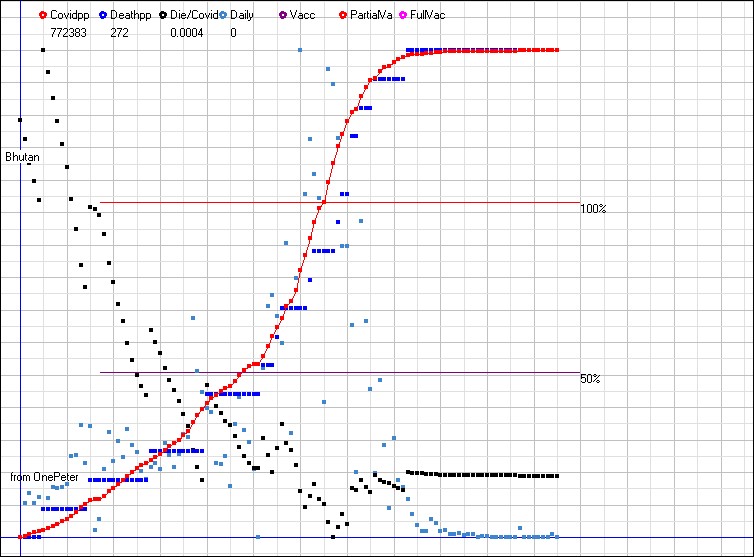 Covidpp Deathpp Die/Covid Daily Vacc PartialVa FullVac
772383 272 0.0004 0
Bhutan
100%
50%
from OnePeter